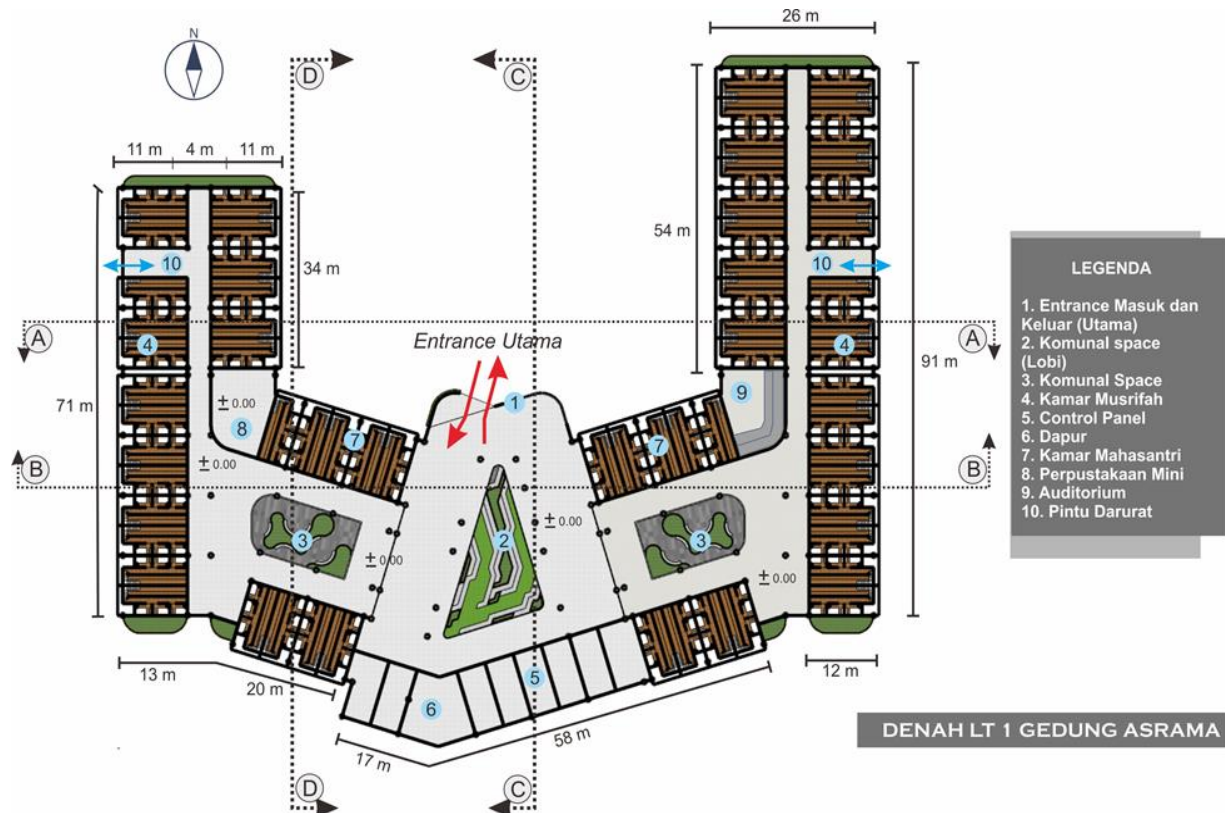 26 m
N
D
C
11 m 4 m 11 m
10
34 m
54 m
10
A
4
4
A
91 m
71 m
Entrance Utama
1
± 0.00
8
7
7
9
B
± 0.00
B
3
± 0.00
2
± 0.00
3
± 0.00
13 m
20 m
6
5
17 m
58 m
12 m
D
C
LEGENDA
1. Entrance Masuk dan
Keluar (Utama)
2. Komunal space
(Lobi)
3. Komunal Space
4. Kamar Musrifah
5. Control Panel
6. Dapur
7. Kamar Mahasantri
8. Perpustakaan Mini
9. Auditorium
10. Pintu Darurat
DENAH LT 1 GEDUNG ASRAMA